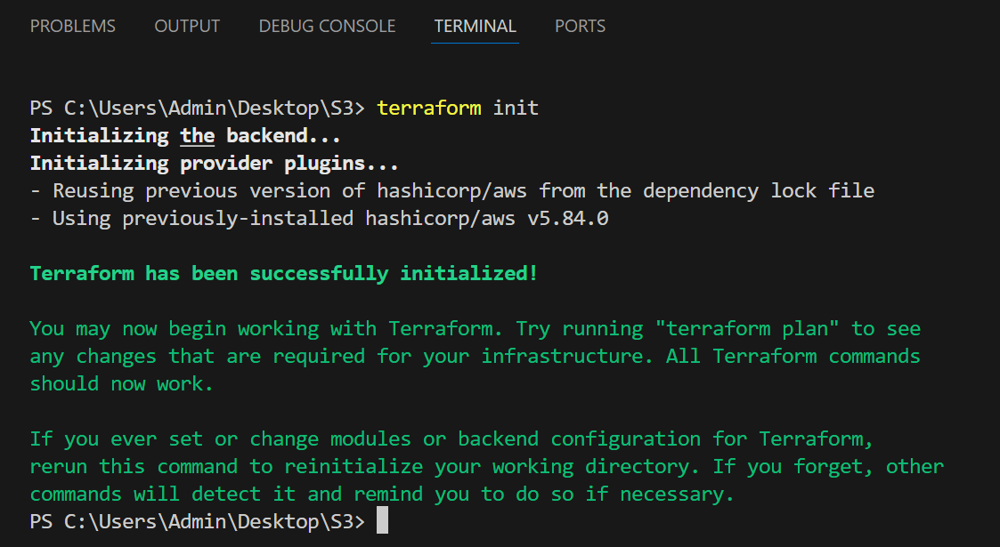 PROBLEMS OUTPUT DEBUG CONSOLE TERMINAL PORTS
PS C:\Users\Admin\Desktop\S3> terraform init
Initializing the backend...
Initializing provider plugins...
- Reusing previous version of hashicorp/aws from the dependency lock file
- Using previously-installed hashicorp/aws v5.84.0
Terraform has been successfully initialized!
You may now begin working with Terraform. Try running "terraform plan" to see
any changes that are required for your infrastructure. All Terraform commands
should now work.
If you ever set or change modules or backend configuration for Terraform,
rerun this command to reinitialize your working directory. If you forget, other
commands will detect it and remind you to do so if necessary.
PS C:\Users\Admin\Desktop\S3>